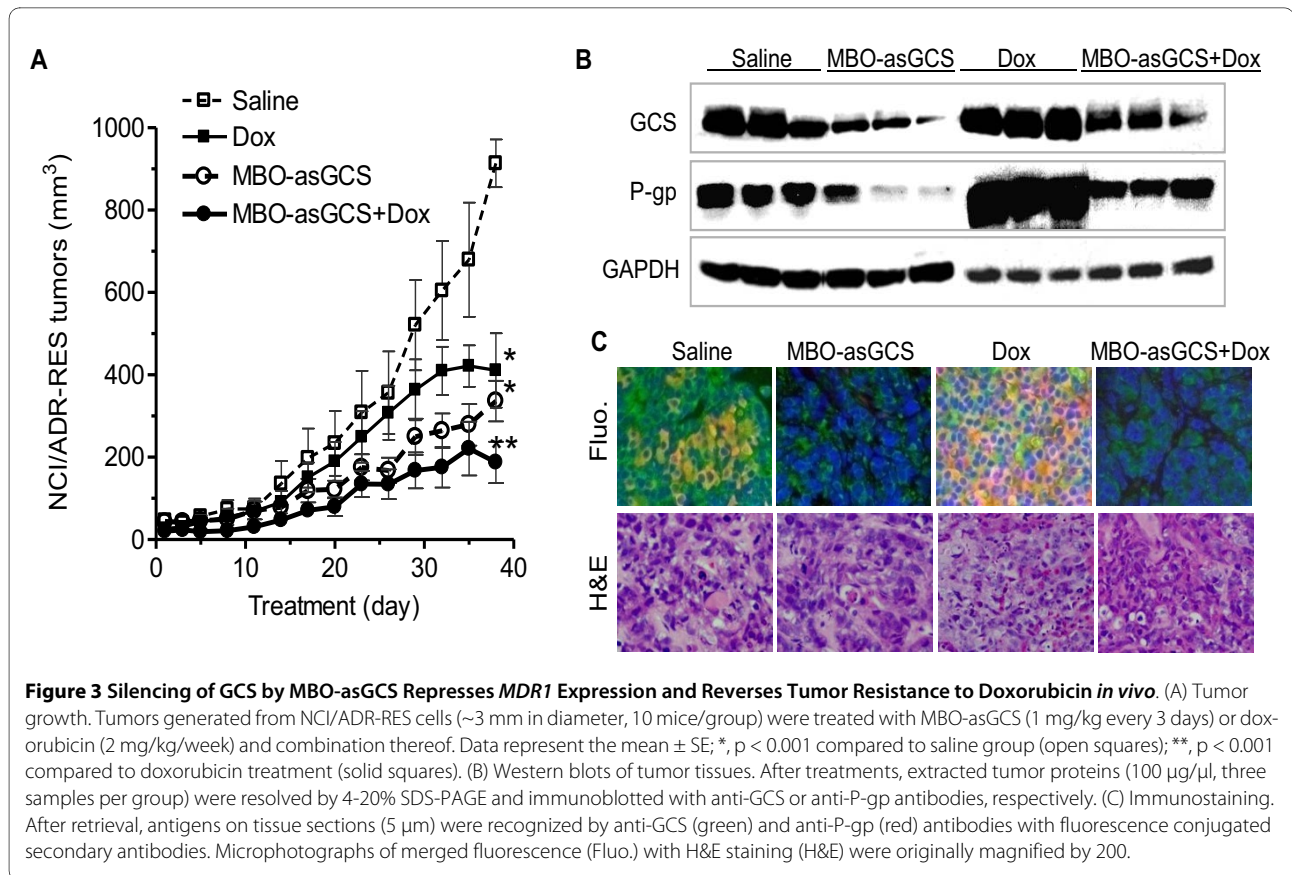 A
Saline
Dox
MBO-asGCS
MBO-asGCS+Dox
NCI/ADR-RES tumors (mm³)
1000
800
600
400
200
0
*
*
**
0
10
20
30
40
Treatment (day)
B
Saline MBO-asGCS Dox MBO-asGCS+Dox
GCS
P-gp
GAPDH
C
Saline MBO-asGCS Dox MBO-asGCS+Dox
Fluo.
H&E
Figure 3 Silencing of GCS by MBO-asGCS Represses MDR1 Expression and Reverses Tumor Resistance to Doxorubicin in vivo. (A) Tumor
growth. Tumors generated from NCI/ADR-RES cells (~3 mm in diameter, 10 mice/group) were treated with MBO-asGCS (1 mg/kg every 3 days) or dox-
orubicin (2 mg/kg/week) and combination thereof. Data represent the mean ± SE; *, p < 0.001 compared to saline group (open squares); **, p < 0.001
compared to doxorubicin treatment (solid squares). (B) Western blots of tumor tissues. After treatments, extracted tumor proteins (100 μg/μl, three
samples per group) were resolved by 4-20% SDS-PAGE and immunoblotted with anti-GCS or anti-P-gp antibodies, respectively. (C) Immunostaining.
After retrieval, antigens on tissue sections (5 μm) were recognized by anti-GCS (green) and anti-P-gp (red) antibodies with fluorescence conjugated
secondary antibodies. Microphotographs of merged fluorescence (Fluo.) with H&E staining (H&E) were originally magnified by 200.